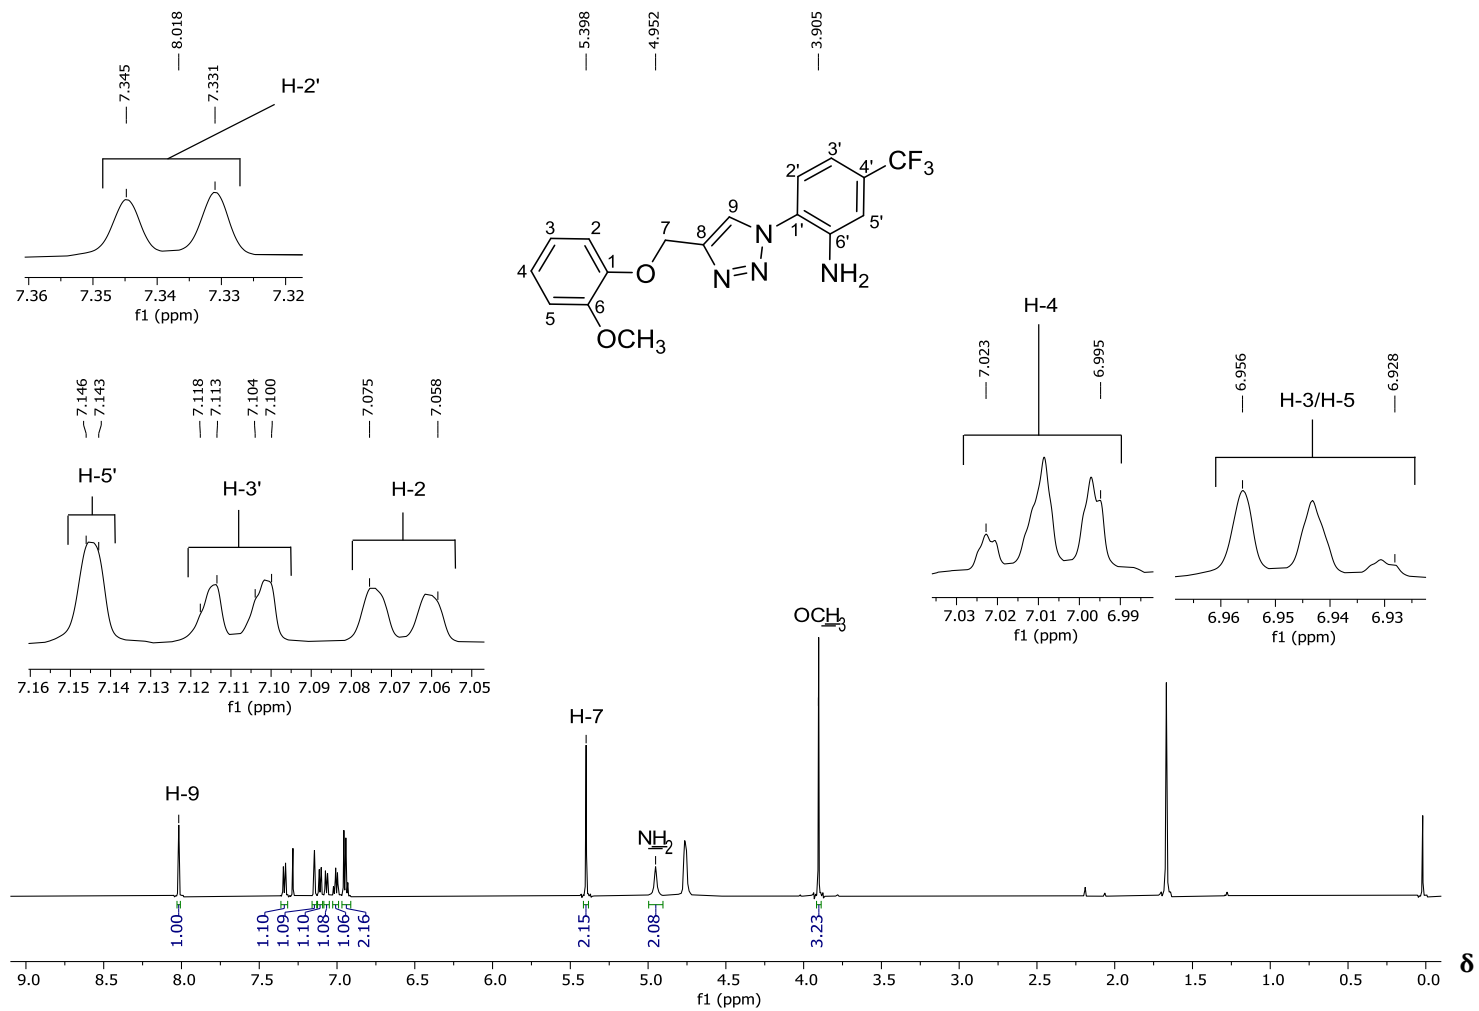 8.018
5.398
4.952
3.905
7.345
7.331
H-2'
7.36 7.35 7.34 7.33 7.32
f1 (ppm)
3'
2'
4'
CF3
5'
6'
1'
NH2
9
8
7
N
N
N
O
3
2
4
1
5
6
OCH3
7.146
7.143
7.118
7.113
7.104
7.100
7.075
7.058
H-5'
H-3'
H-2
7.16 7.15 7.14 7.13 7.12 7.11 7.10 7.09 7.08 7.07 7.06 7.05
f1 (ppm)
H-4
7.023
6.995
7.03 7.02 7.01 7.00 6.99
f1 (ppm)
6.956
6.928
H-3/H-5
6.96 6.95 6.94 6.93
f1 (ppm)
H-9
H-7
NH2
OCH3
1.00
1.10
1.09
1.10
1.08
1.06
2.16
2.15
2.08
3.23
9.0 8.5 8.0 7.5 7.0 6.5 6.0 5.5 5.0 4.5 4.0 3.5 3.0 2.5 2.0 1.5 1.0 0.5 0.0
f1 (ppm)
δ